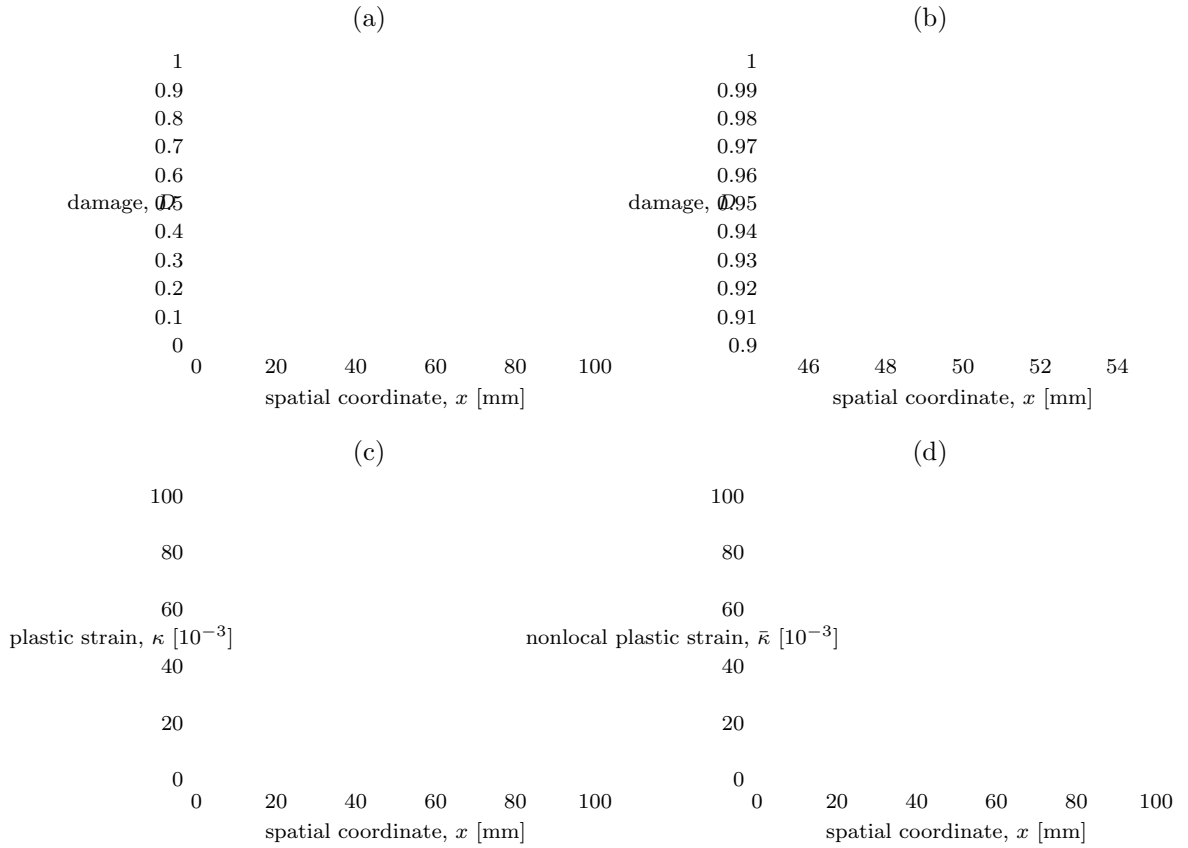 (a)
1
0.9
0.8
0.7
0.6
0.5
0.4
0.3
0.2
0.1
0
damage, D
0 20 40 60 80 100
spatial coordinate, x [mm]
(b)
1
0.99
0.98
0.97
0.96
0.95
0.94
0.93
0.92
0.91
0.9
damage, D
46 48 50 52 54
spatial coordinate, x [mm]
(c)
100
80
60
plastic strain, κ [10⁻³]
40
20
0
0 20 40 60 80 100
spatial coordinate, x [mm]
(d)
100
80
60
nonlocal plastic strain, κ̄ [10⁻³]
40
20
0
0 20 40 60 80 100
spatial coordinate, x [mm]